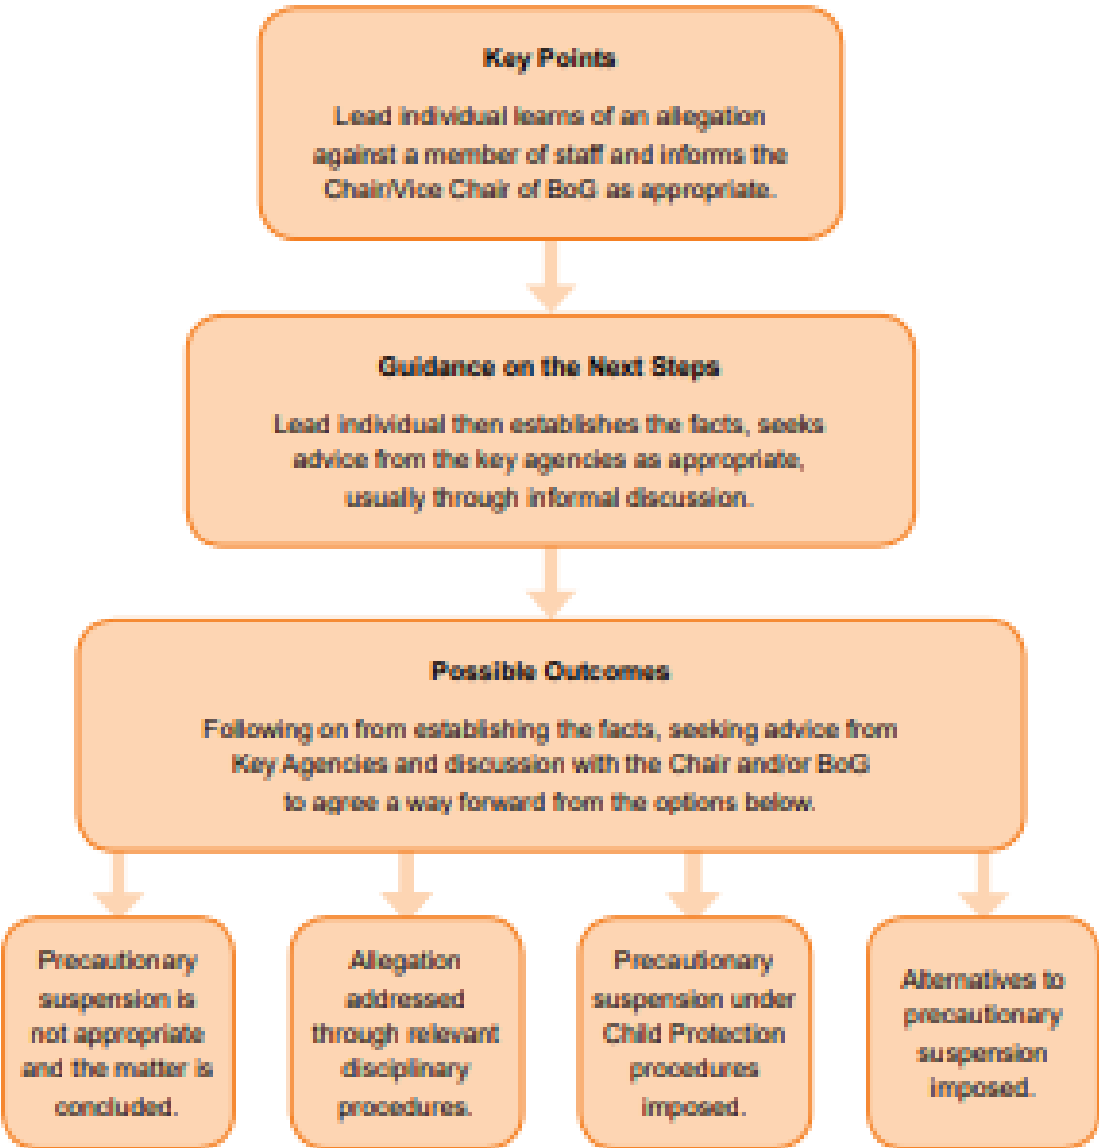 Key Points
Lead individual learns of an allegation
against a member of staff and informs the
Chair/Vice Chair of BoG as appropriate.
Guidance on the Next Steps
Lead individual then establishes the facts, seeks
advice from the key agencies as appropriate,
usually through informal discussion.
Possible Outcomes
Following on from establishing the facts, seeking advice from
Key Agencies and discussion with the Chair and/or BoG
to agree a way forward from the options below.
Precautionary
suspension is
not appropriate
and the matter is
concluded.
Allegation
addressed
through relevant
disciplinary
procedures.
Precautionary
suspension under
Child Protection
procedures
imposed.
Alternatives to
precautionary
suspension
imposed.